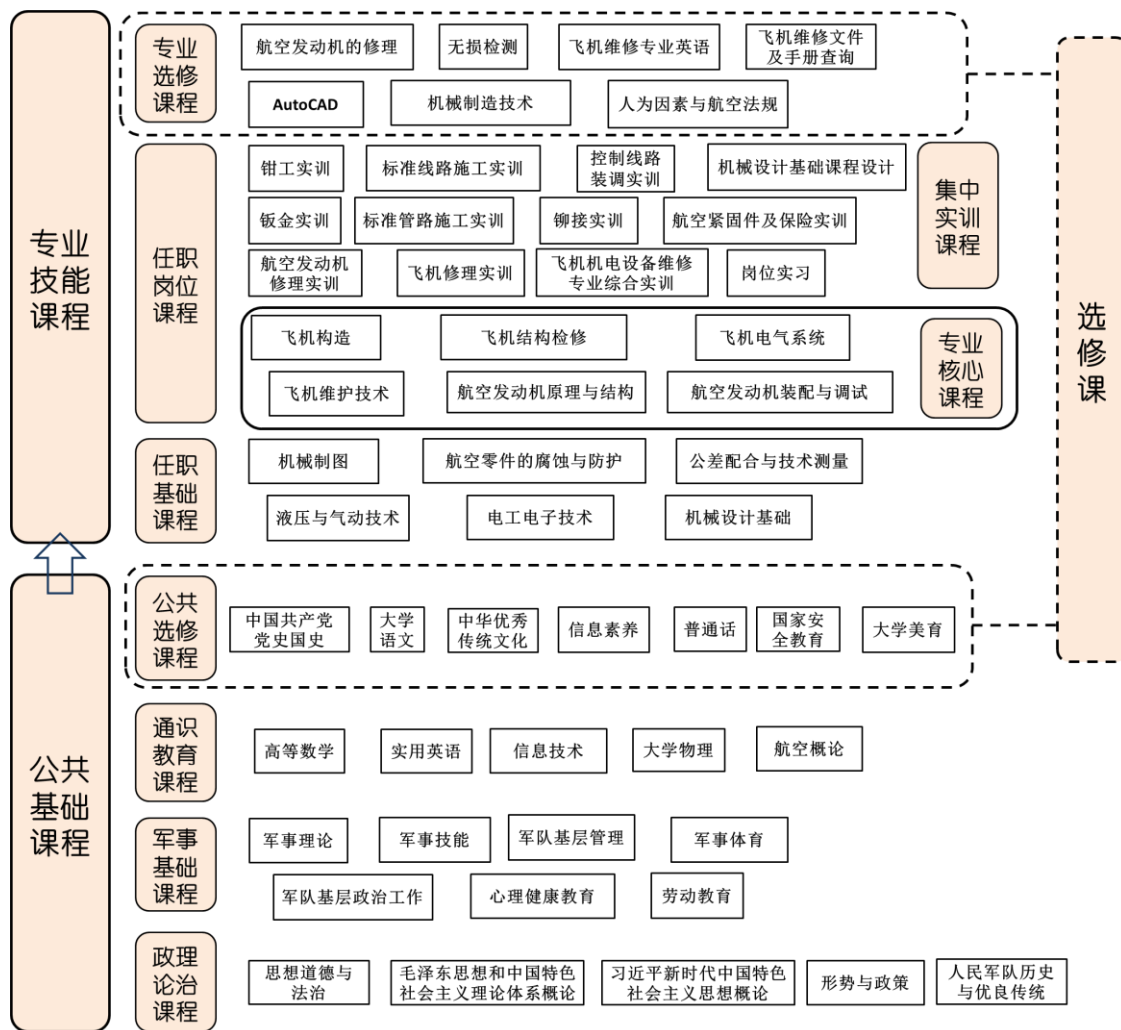 专业
选修
课程
航空发动机的修理
无损检测
飞机维修专业英语
飞机维修文件
及手册查询
AutoCAD
机械制造技术
人为因素与航空法规
专业
技能
课程
任职
岗位
课程
钳工实训
标准线路施工实训
控制线路
装调实训
机械设计基础课程设计
集中
实训
课程
钣金实训
标准管路施工实训
铆接实训
航空紧固件及保险实训
航空发动机
修理实训
飞机修理实训
飞机机电设备维修
专业综合实训
岗位实习
飞机构造
飞机结构检修
飞机电气系统
专业
核心
课程
飞机维护技术
航空发动机原理与结构
航空发动机装配与调试
选
修
课
任职
基础
课程
机械制图
航空零件的腐蚀与防护
公差配合与技术测量
液压与气动技术
电工电子技术
机械设计基础
公共
基础
课程
公共
选修
课程
中国共产党
党史国史
大学
语文
中华优秀
传统文化
信息素养
普通话
国家安
全教育
大学美育
通识
教育
课程
高等数学
实用英语
信息技术
大学物理
航空概论
军事
基础
课程
军事理论
军事技能
军队基层管理
军事体育
军队基层政治工作
心理健康教育
劳动教育
政理
论治
课程
思想道德与
法治
毛泽东思想和中国特色
社会主义理论体系概论
习近平新时代中国特色
社会主义思想概论
形势与政策
人民军队历史
与优良传统